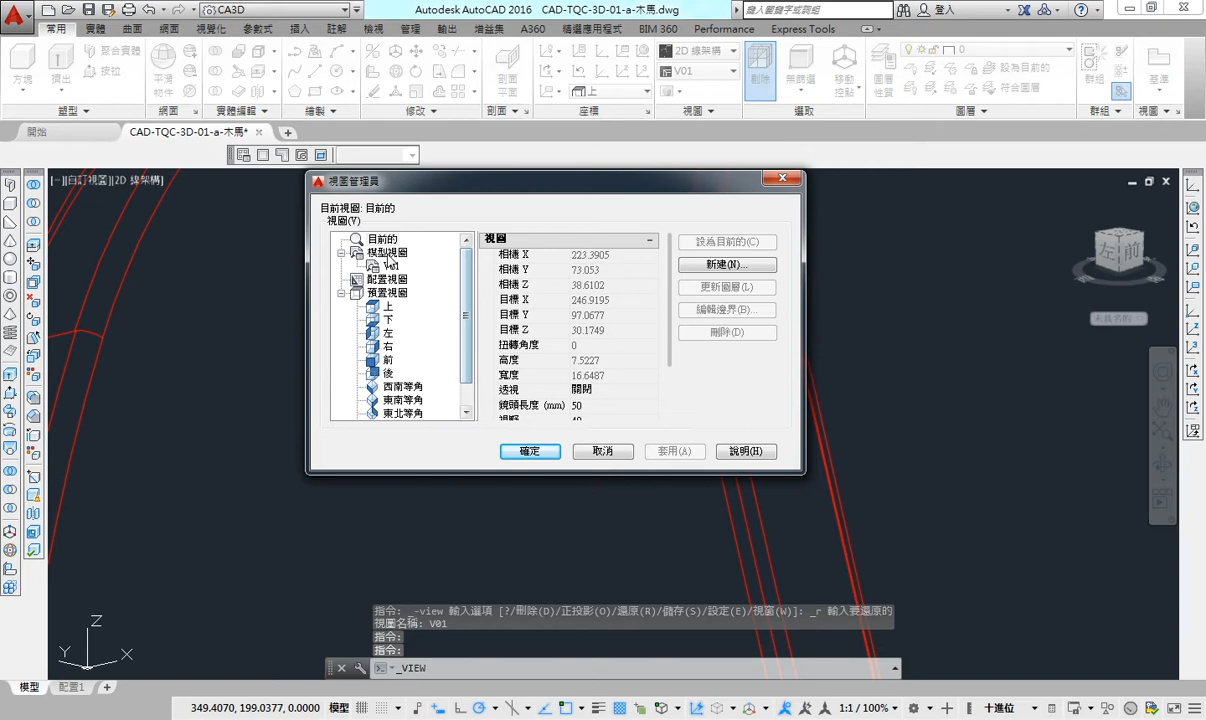 CA3D
Autodesk AutoCAD 2016 CAD-TQC-3D-01-a-木馬.dwg
鍵入關鍵字或片語
登入
常用 實體 曲面 網面 視覺化 參數式 插入 註解 檢視 管理 輸出 增益集 A360 精選應用程式 BIM 360 Performance Express Tools
方塊 擠出 聚合實體 按拉 平滑物件 剖面平面 2D 線架構 V01 上 剔除 無篩選 移動控點 圖層性質 0 設為目前的 符合圖層 群組 基準
塑型 網面 實體編輯 繪製 修改 剖面 座標 視圖 選取 圖層 群組 視圖
開始 CAD-TQC-3D-01-a-木馬*
[−][自訂視圖][2D 線架構]
視圖管理員
目前視圖: 目前的
視圖(V)
目前的
模型視圖
V01
配置視圖
預置視圖
上
下
左
右
前
後
西南等角
東南等角
東北等角
視圖
相機 X 223.3905
相機 Y 73.053
相機 Z 38.6102
目標 X 246.9195
目標 Y 97.0677
目標 Z 30.1749
扭轉角度 0
高度 7.5227
寬度 16.6487
透視 關閉
鏡頭長度 (mm) 50
視野
設為目前的(C)
新建(N)...
更新圖層(L)
編輯邊界(B)...
刪除(D)
確定 取消 套用(A) 說明(H)
左 前
未具名的
Z
Y X
指令: _-view 輸入選項 [?/刪除(D)/正投影(O)/還原(R)/儲存(S)/設定(E)/視窗(W)]: _r 輸入要還原的
視圖名稱: V01
指令:
指令:
_VIEW
模型 配置1
349.4070, 199.0377, 0.0000 模型 1:1 / 100% 十進位